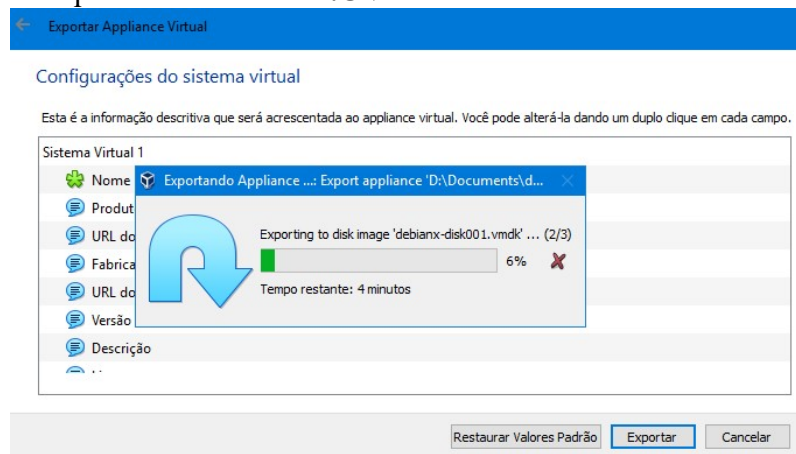 Exportar Appliance Virtual
Configurações do sistema virtual
Esta é a informação descritiva que será acrescentada ao appliance virtual. Você pode alterá-la dando um duplo clique em cada campo.
Sistema Virtual 1
Nome
Exportando Appliance ...: Export appliance 'D:\Documents\d...
Produt
URL do
Exporting to disk image 'debianx-disk001.vmdk' ... (2/3)
Fabrica
6%
URL do
Tempo restante: 4 minutos
Versão
Descrição
Restaurar Valores Padrão Exportar Cancelar